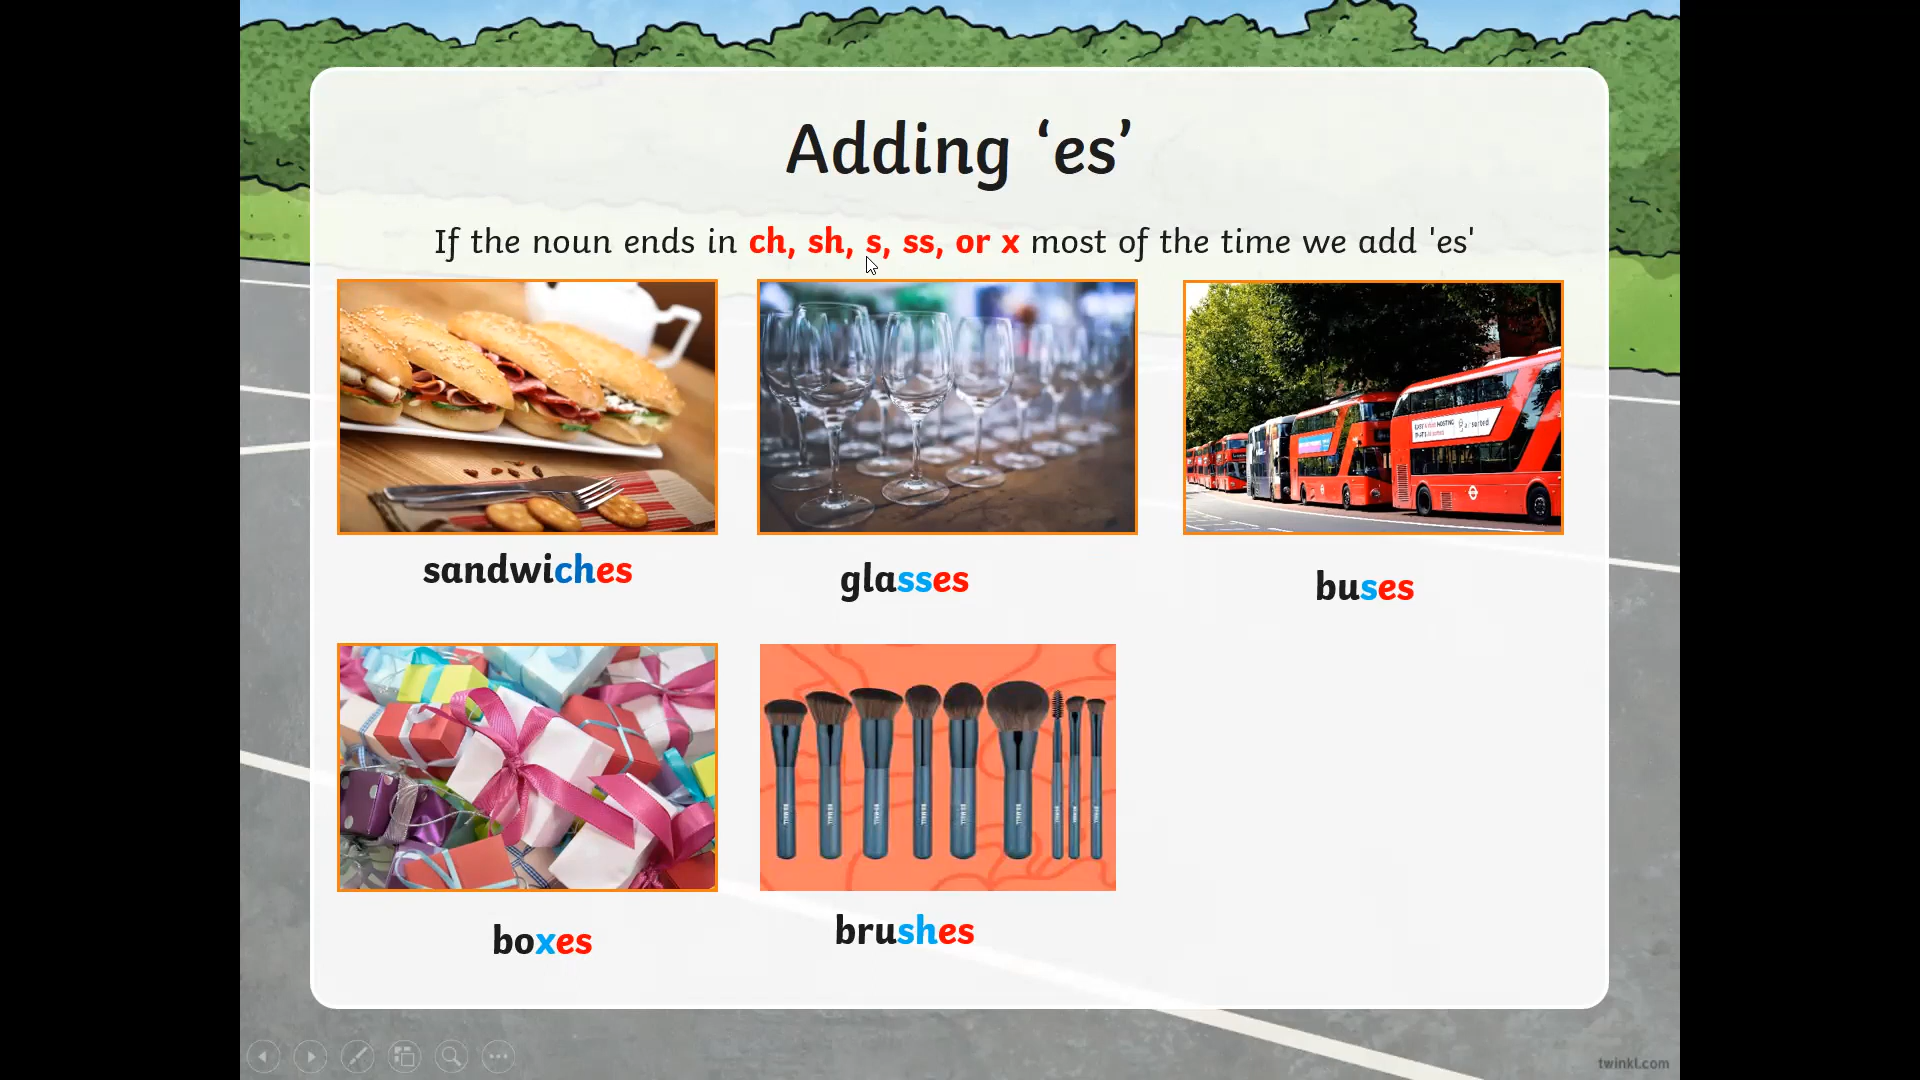 Adding ‘es’
If the noun ends in ch, sh, s, ss, or x most of the time we add 'es'
sandwiches
glasses
buses
boxes
brushes
twinkl.com